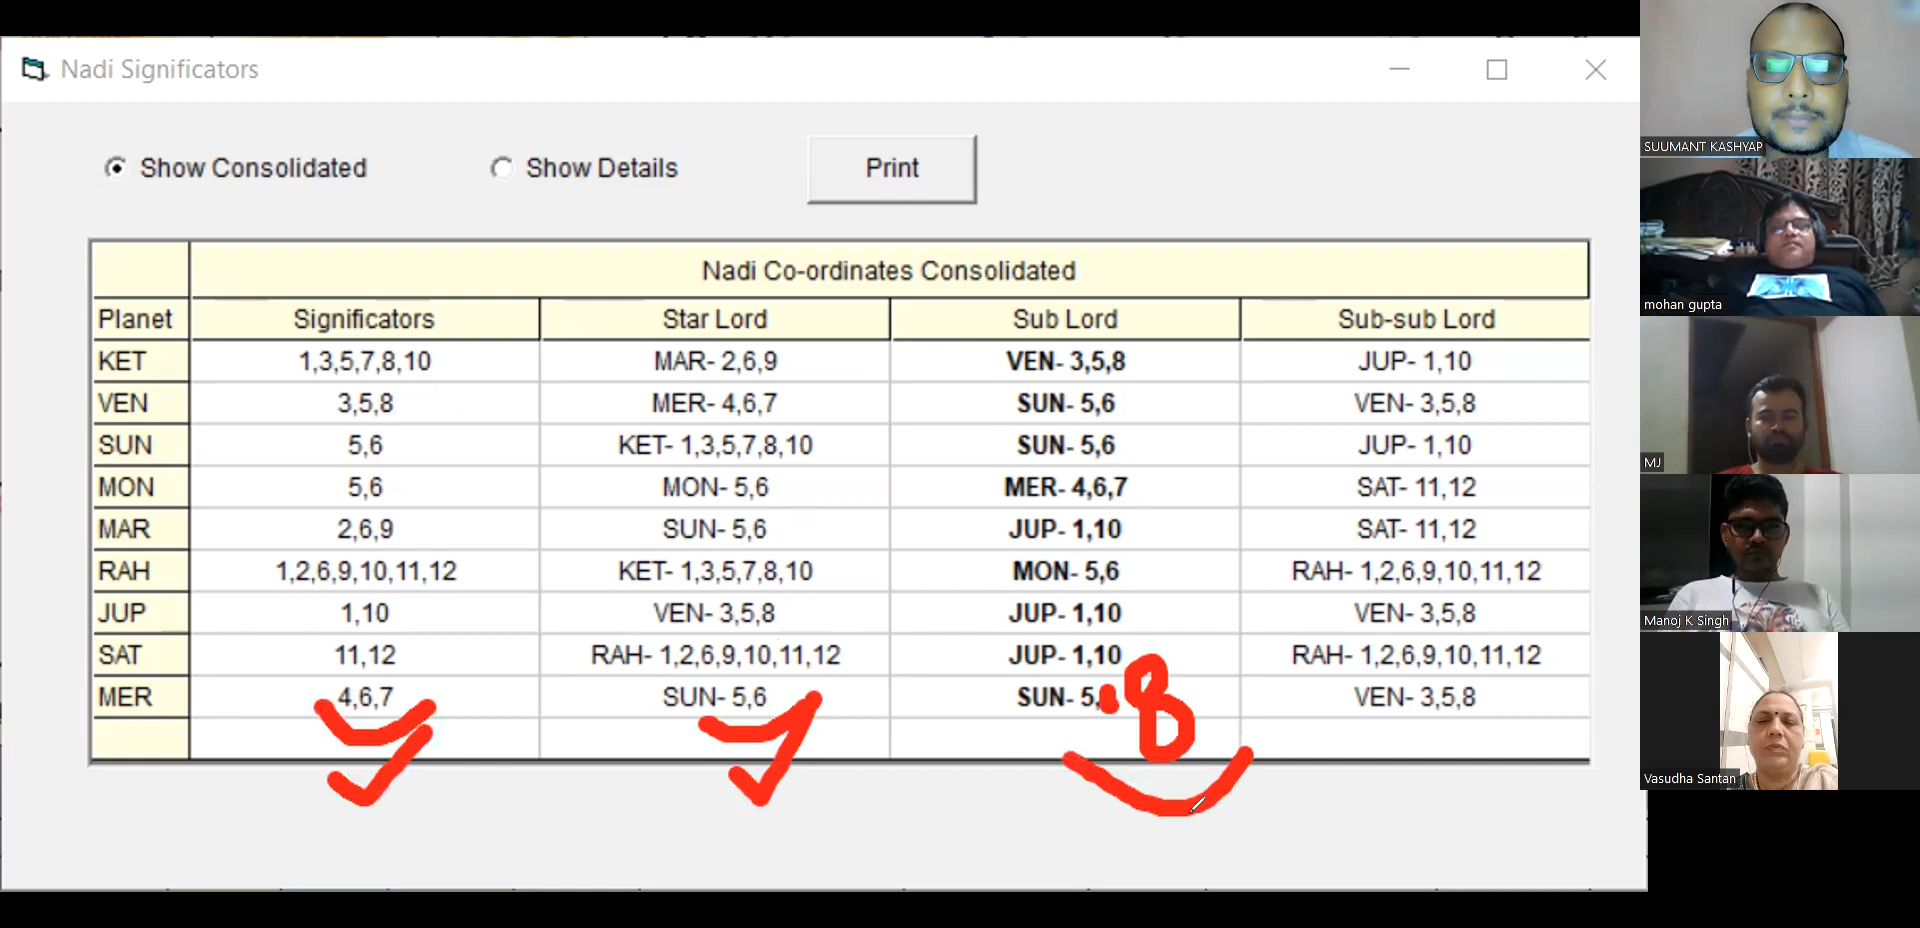 Nadi Significators
Show Consolidated Show Details Print
Nadi Co-ordinates Consolidated
Planet Significators Star Lord Sub Lord Sub-sub Lord
KET 1,3,5,7,8,10 MAR- 2,6,9 VEN- 3,5,8 JUP- 1,10
VEN 3,5,8 MER- 4,6,7 SUN- 5,6 VEN- 3,5,8
SUN 5,6 KET- 1,3,5,7,8,10 SUN- 5,6 JUP- 1,10
MON 5,6 MON- 5,6 MER- 4,6,7 SAT- 11,12
MAR 2,6,9 SUN- 5,6 JUP- 1,10 SAT- 11,12
RAH 1,2,6,9,10,11,12 KET- 1,3,5,7,8,10 MON- 5,6 RAH- 1,2,6,9,10,11,12
JUP 1,10 VEN- 3,5,8 JUP- 1,10 VEN- 3,5,8
SAT 11,12 RAH- 1,2,6,9,10,11,12 JUP- 1,10 RAH- 1,2,6,9,10,11,12
MER 4,6,7 SUN- 5,6 SUN- 5, VEN- 3,5,8
SUUMANT KASHYAP
mohan gupta
MJ
Manoj K Singh
Vasudha Santan